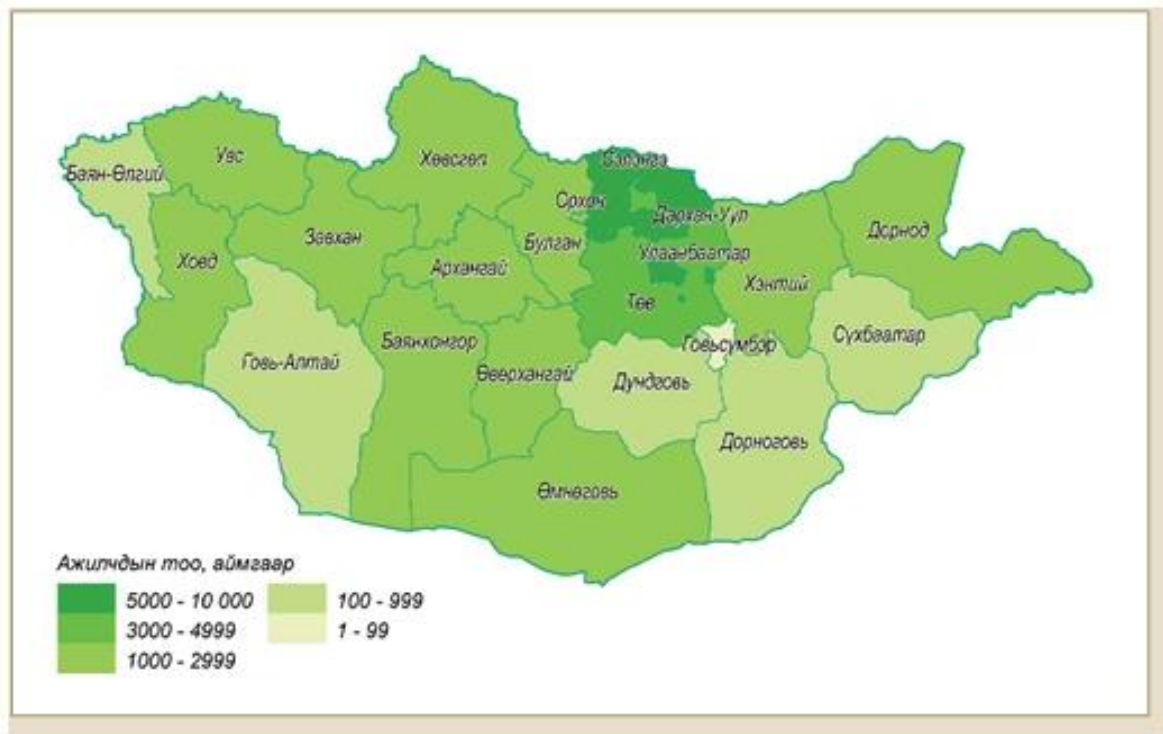 Сэлэнгэ
Увс
Хөвсгөл
Баян-Өлгий
Орхон
Дархан-Уул
Завхан
Булган
Дорнод
Улаанбаатар
Ховд
Архангай
Хэнтий
Төв
Баянхонгор
Говьсүмбэр
Сүхбаатар
Говь-Алтай
Өвөрхангай
Дундговь
Дорноговь
Өмнөговь
Ажилчдын тоо, аймгаар
5000 - 10 000
100 - 999
3000 - 4999
1 - 99
1000 - 2999